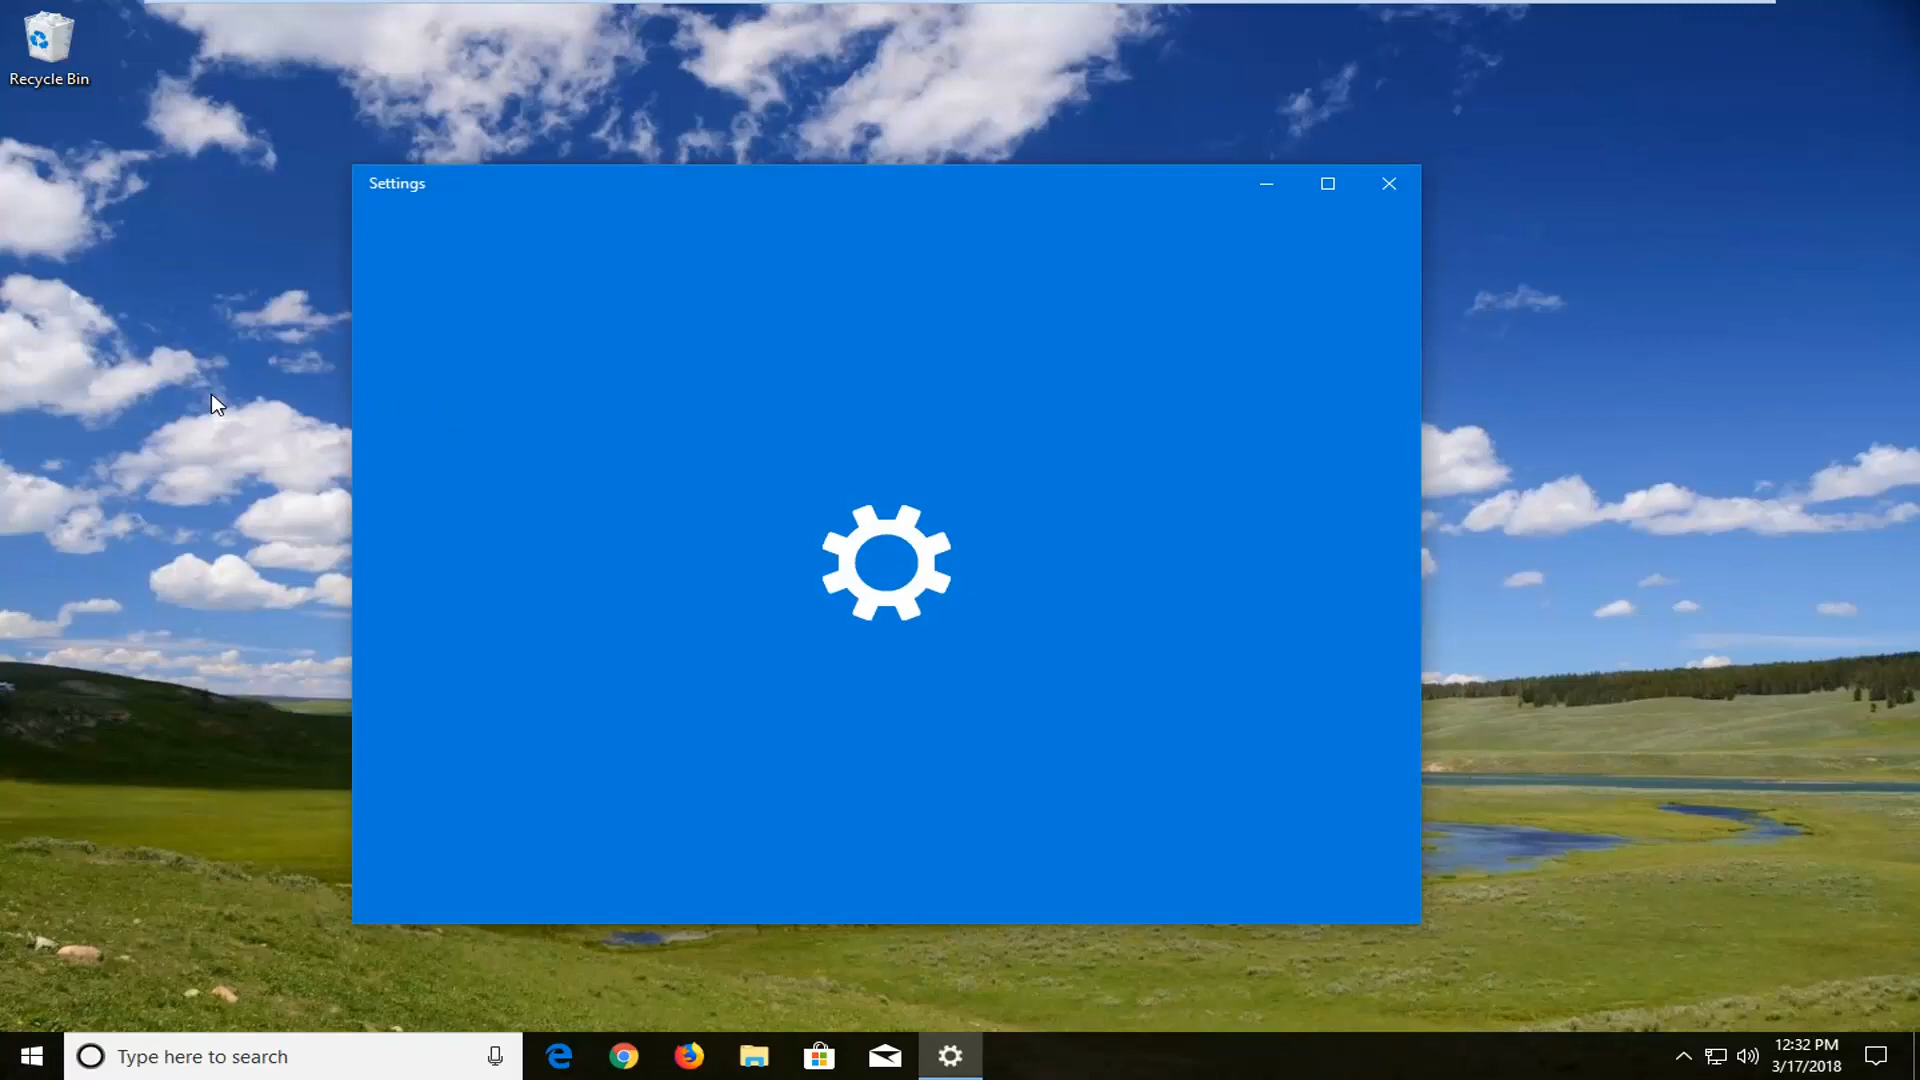 Recycle Bin
Settings
Type here to search
12:32 PM
3/17/2018